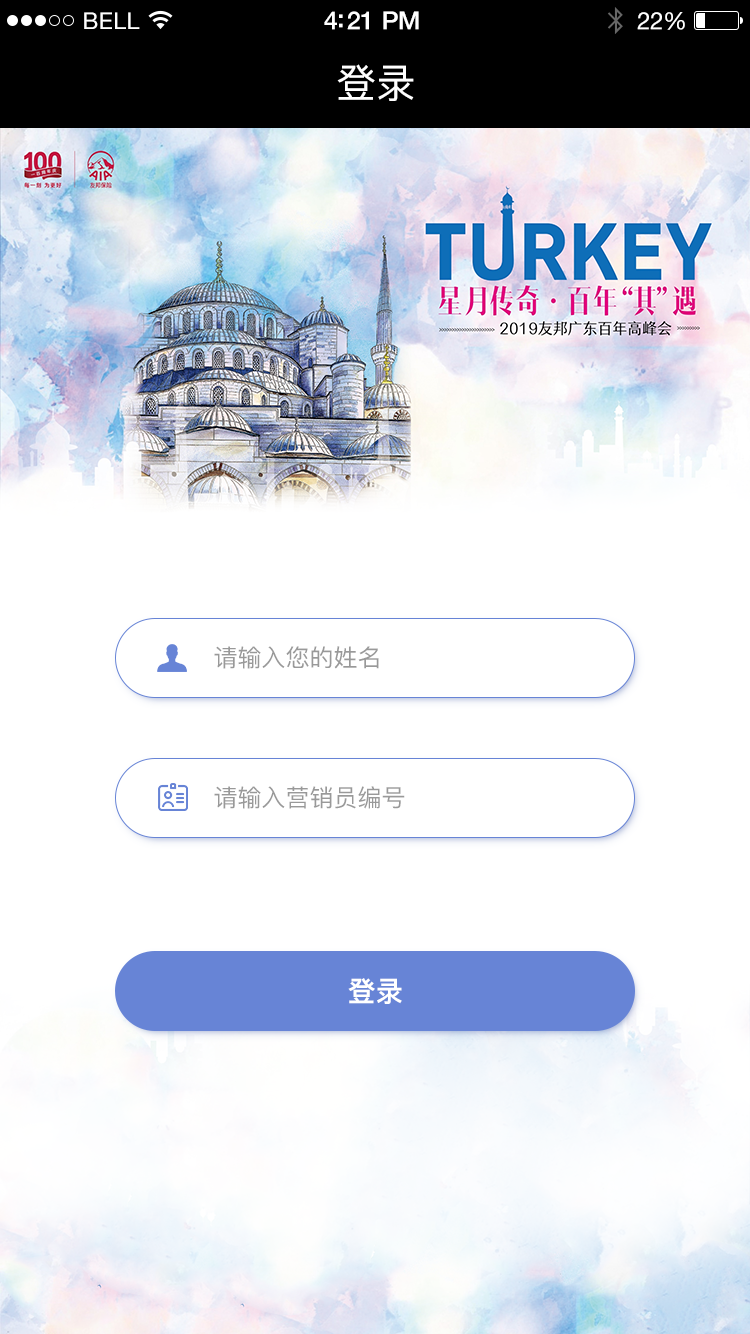 BELL 4:21 PM 22%
登录
100
每一刻 为更好
AIA
友邦保险
TURKEY
星月传奇·百年“其”遇
2019友邦广东百年高峰会
请输入您的姓名
请输入营销员编号
登录